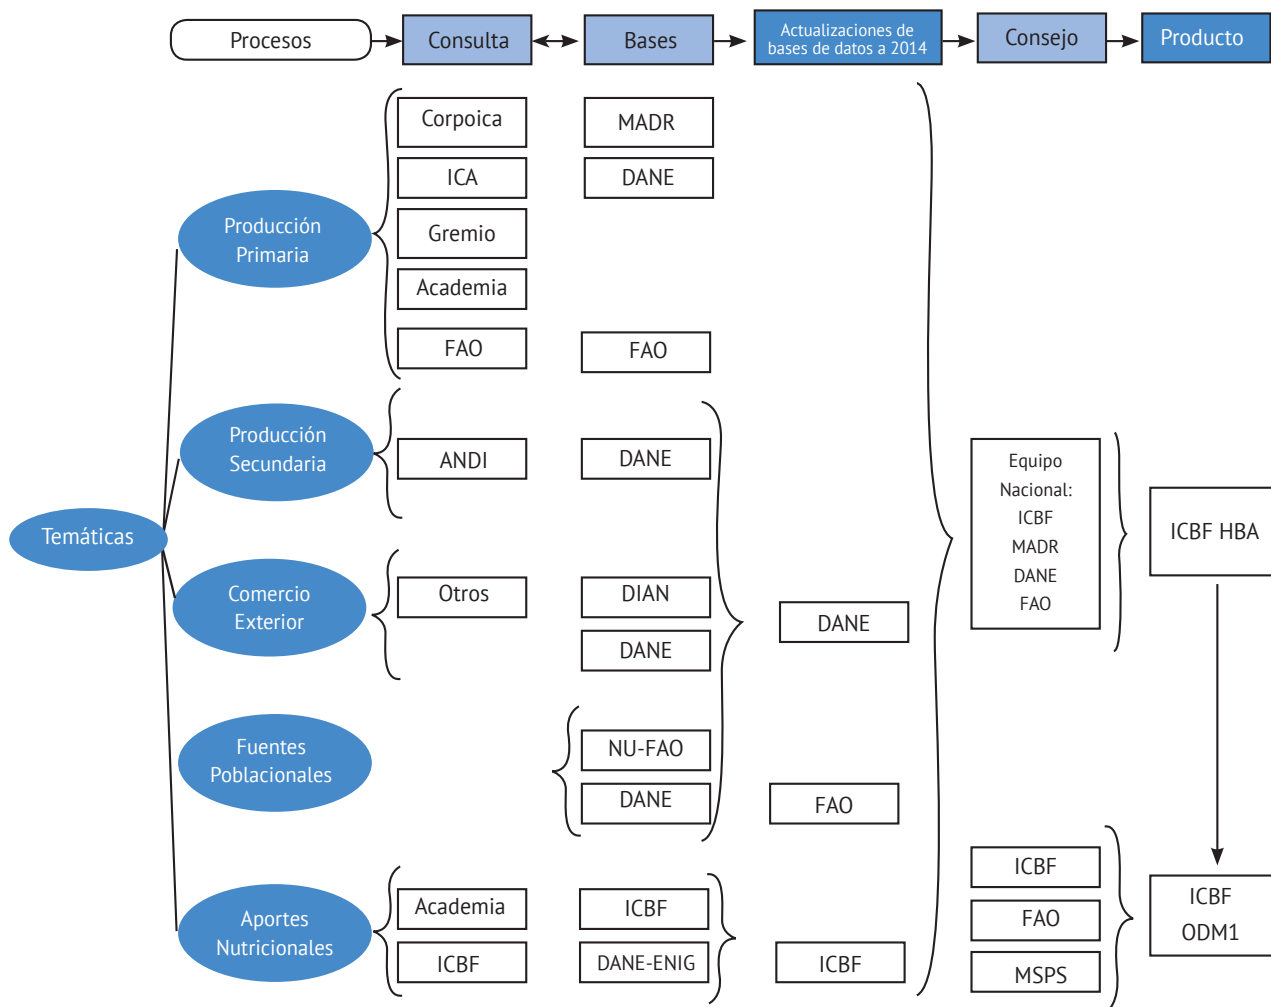 Procesos
Consulta
Bases
Actualizaciones de
bases de datos a 2014
Consejo
Producto
Corpoica
MADR
ICA
DANE
Producción
Primaria
Gremio
Academia
FAO
FAO
Producción
Secundaria
ANDI
DANE
Equipo
Nacional:
ICBF
MADR
DANE
FAO
ICBF HBA
Temáticas
Comercio
Exterior
Otros
DIAN
DANE
DANE
Fuentes
Poblacionales
NU-FAO
DANE
FAO
Aportes
Nutricionales
Academia
ICBF
ICBF
DANE-ENIG
ICBF
ICBF
FAO
MSPS
ICBF
ODM1